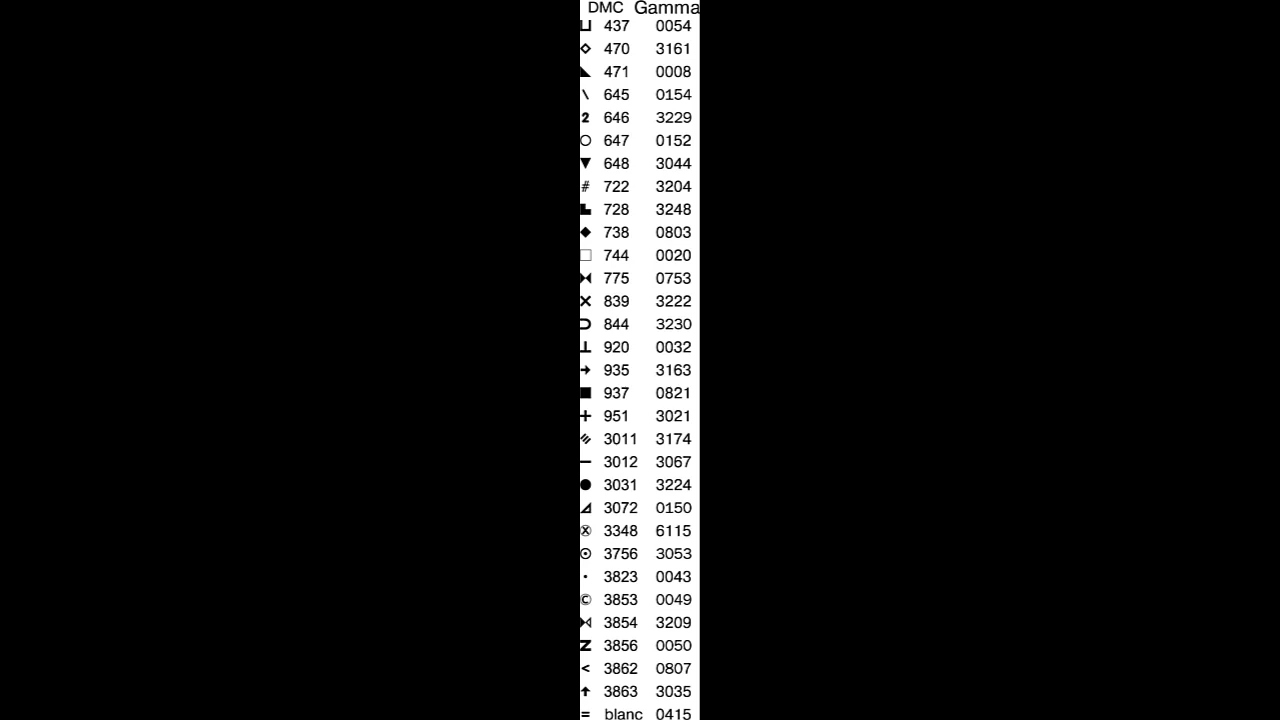 DMC Gamma
⊔ 437 0054
◇ 470 3161
◣ 471 0008
\ 645 0154
2 646 3229
○ 647 0152
▼ 648 3044
# 722 3204
▙ 728 3248
◆ 738 0803
□ 744 0020
⧓ 775 0753
× 839 3222
D 844 3230
⊥ 920 0032
→ 935 3163
■ 937 0821
+ 951 3021
3011 3174
− 3012 3067
● 3031 3224
◿ 3072 0150
ⓧ 3348 6115
⊙ 3756 3053
· 3823 0043
© 3853 0049
⧑ 3854 3209
Z 3856 0050
< 3862 0807
↑ 3863 3035
= blanc 0415